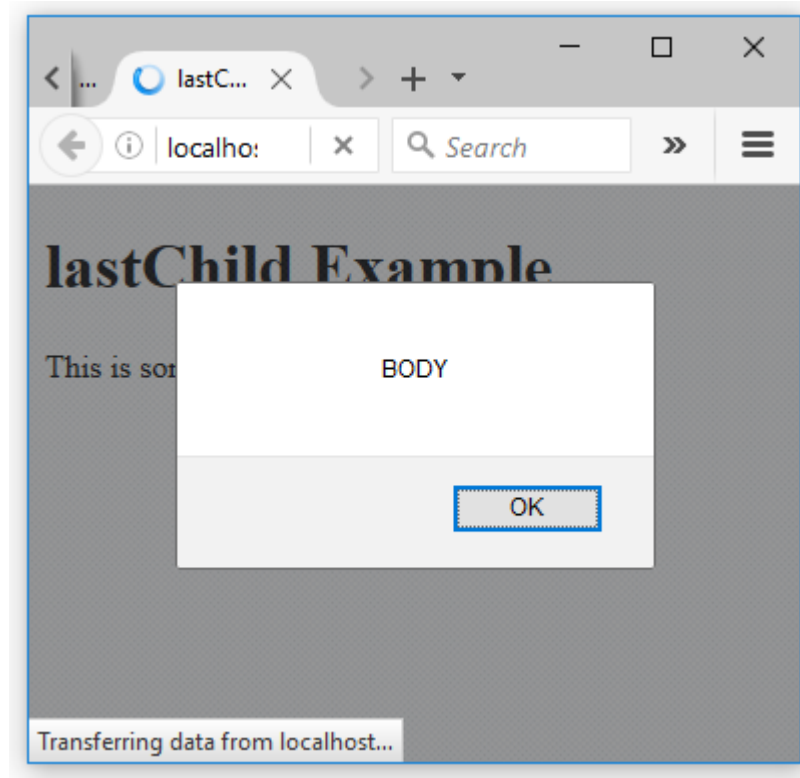 ... lastC...
localho:
Search
lastChild Example
This is sor
BODY
OK
Transferring data from localhost...